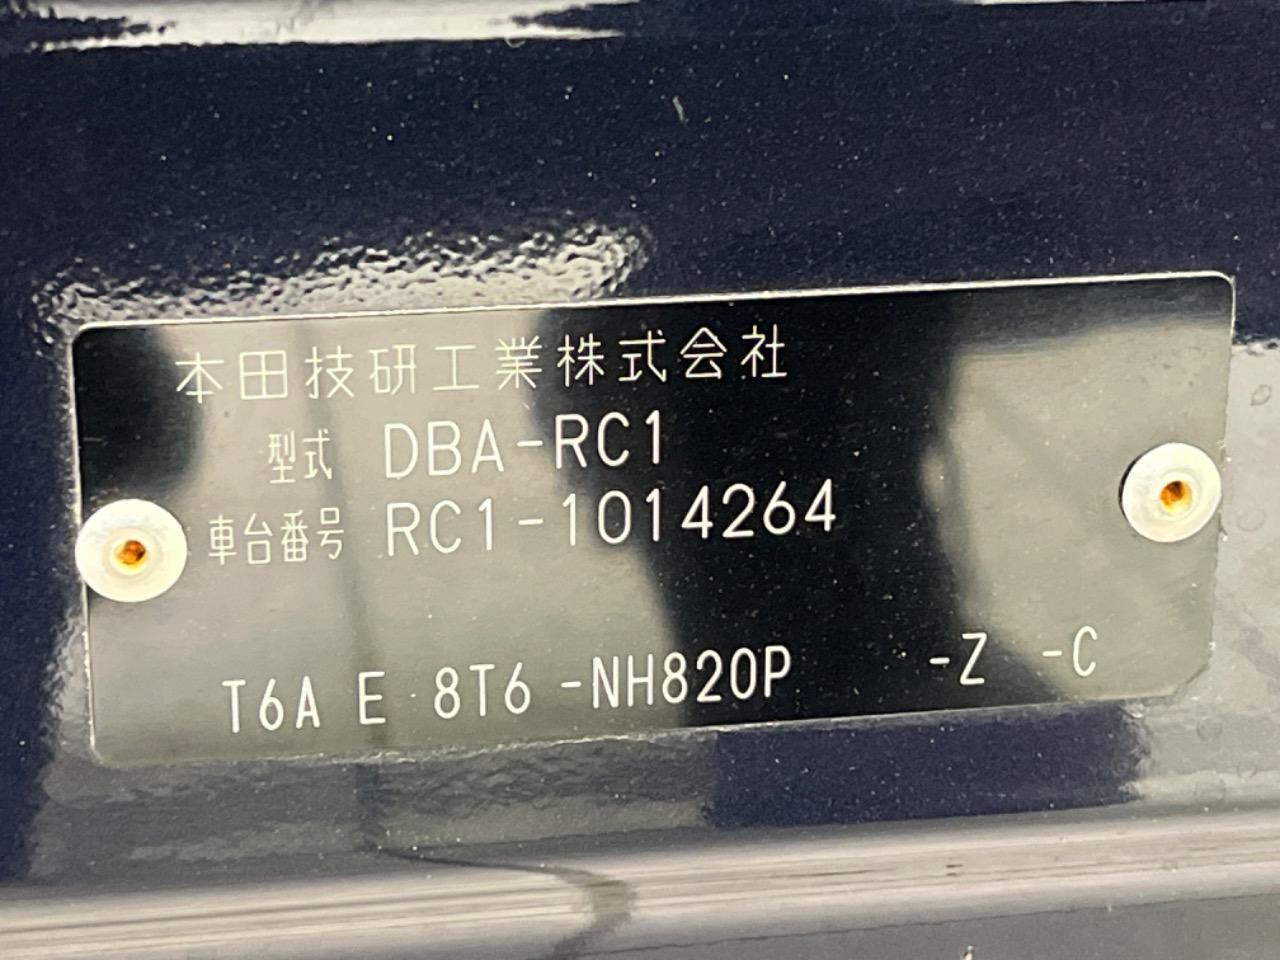 本田技研工業株式会社
型式 DBA-RC1
車台番号 RC1-1014264
T6A E 8T6 -NH820P -Z -C